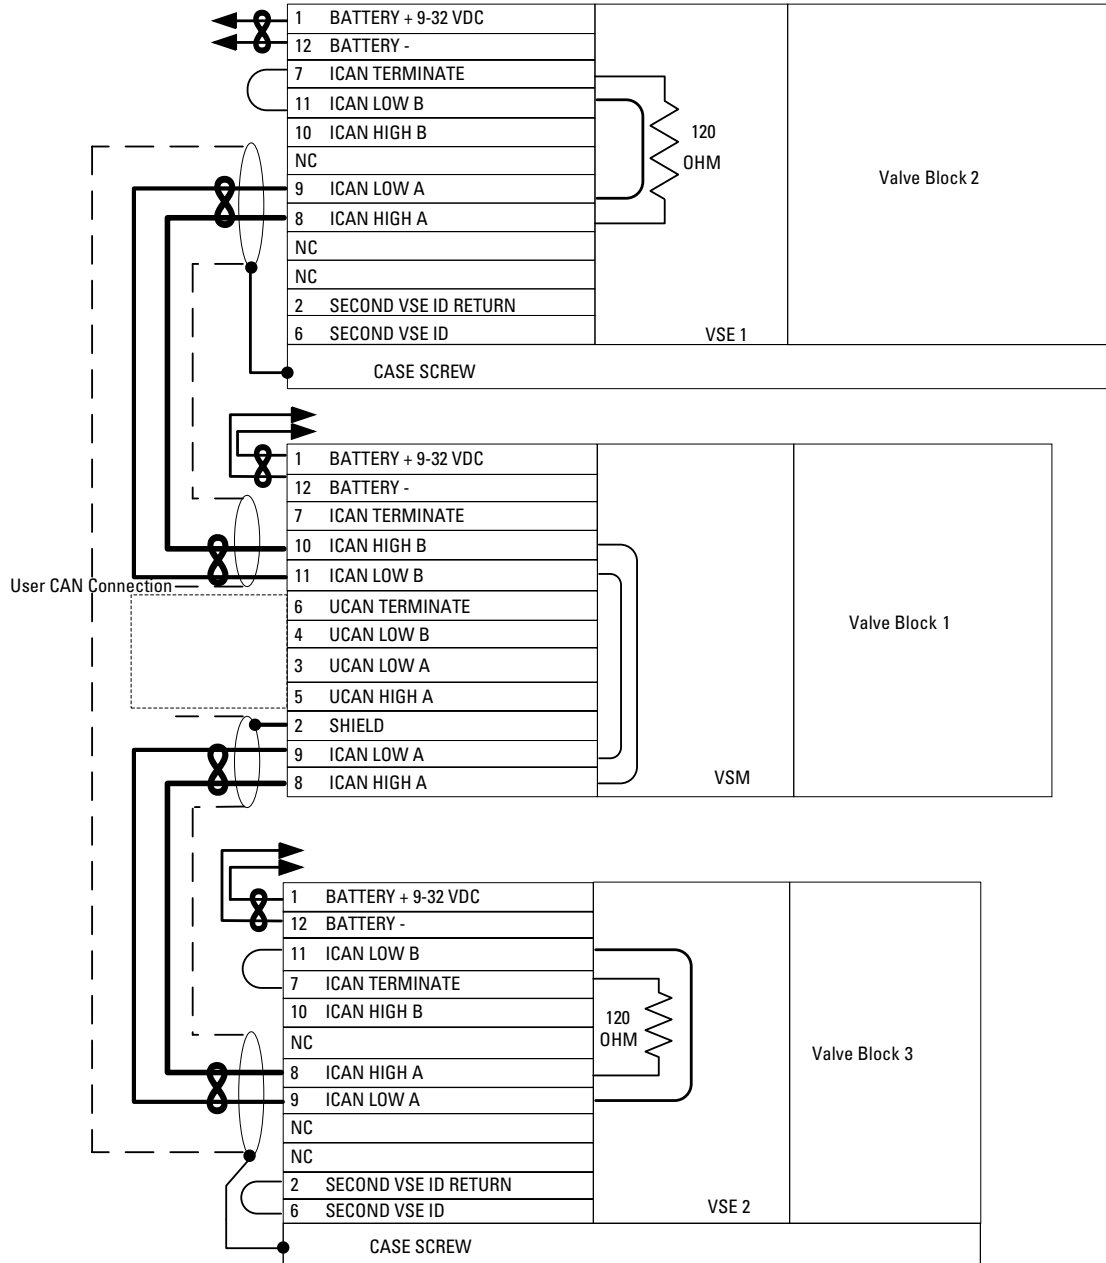 1 BATTERY + 9-32 VDC
12 BATTERY -
7 ICAN TERMINATE
11 ICAN LOW B
10 ICAN HIGH B
NC
9 ICAN LOW A
8 ICAN HIGH A
NC
NC
2 SECOND VSE ID RETURN
6 SECOND VSE ID
CASE SCREW
120
OHM
VSE 1
Valve Block 2
1 BATTERY + 9-32 VDC
12 BATTERY -
7 ICAN TERMINATE
10 ICAN HIGH B
11 ICAN LOW B
User CAN Connection
6 UCAN TERMINATE
4 UCAN LOW B
3 UCAN LOW A
5 UCAN HIGH A
2 SHIELD
9 ICAN LOW A
8 ICAN HIGH A
VSM
Valve Block 1
1 BATTERY + 9-32 VDC
12 BATTERY -
11 ICAN LOW B
7 ICAN TERMINATE
10 ICAN HIGH B
NC
8 ICAN HIGH A
9 ICAN LOW A
NC
NC
2 SECOND VSE ID RETURN
6 SECOND VSE ID
CASE SCREW
120
OHM
VSE 2
Valve Block 3